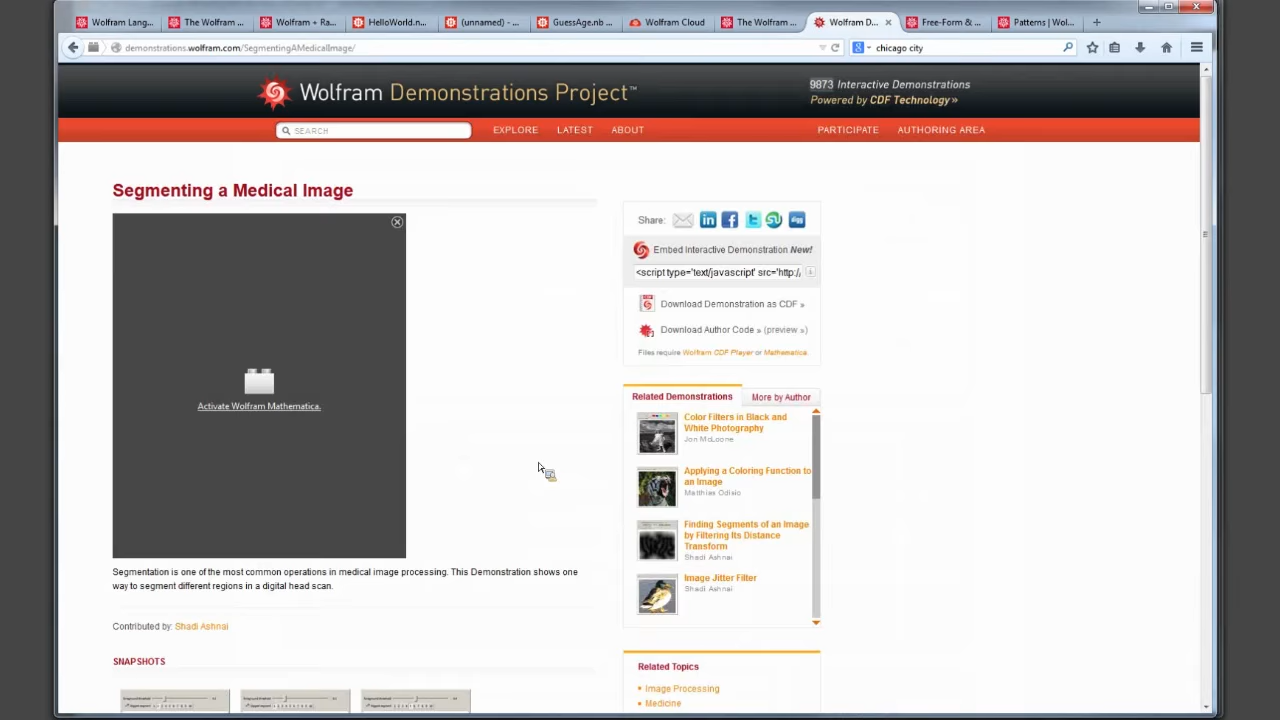 Wolfram Lang...
The Wolfram ...
Wolfram + Ra...
HelloWorld.n...
(unnamed) - ...
GuessAge.nb ...
Wolfram Cloud
The Wolfram ...
Wolfram D...
Free-Form & ...
Patterns | Wol...
demonstrations.wolfram.com/SegmentingAMedicalImage/
chicago city
Wolfram Demonstrations Project™
9873 Interactive Demonstrations
Powered by CDF Technology »
SEARCH
EXPLORE
LATEST
ABOUT
PARTICIPATE
AUTHORING AREA
Segmenting a Medical Image
Activate Wolfram Mathematica.
Segmentation is one of the most common operations in medical image processing. This Demonstration shows one
way to segment different regions in a digital head scan.
Contributed by: Shadi Ashnai
SNAPSHOTS
Share:
Embed Interactive Demonstration New!
<script type='text/javascript' src='http:/
Download Demonstration as CDF »
Download Author Code » (preview »)
Files require Wolfram CDF Player or Mathematica.
Related Demonstrations
More by Author
Color Filters in Black and
White Photography
Jon McLoone
Applying a Coloring Function to
an Image
Matthias Odisio
Finding Segments of an Image
by Filtering Its Distance
Transform
Shadi Ashnai
Image Jitter Filter
Shadi Ashnai
Related Topics
Image Processing
Medicine